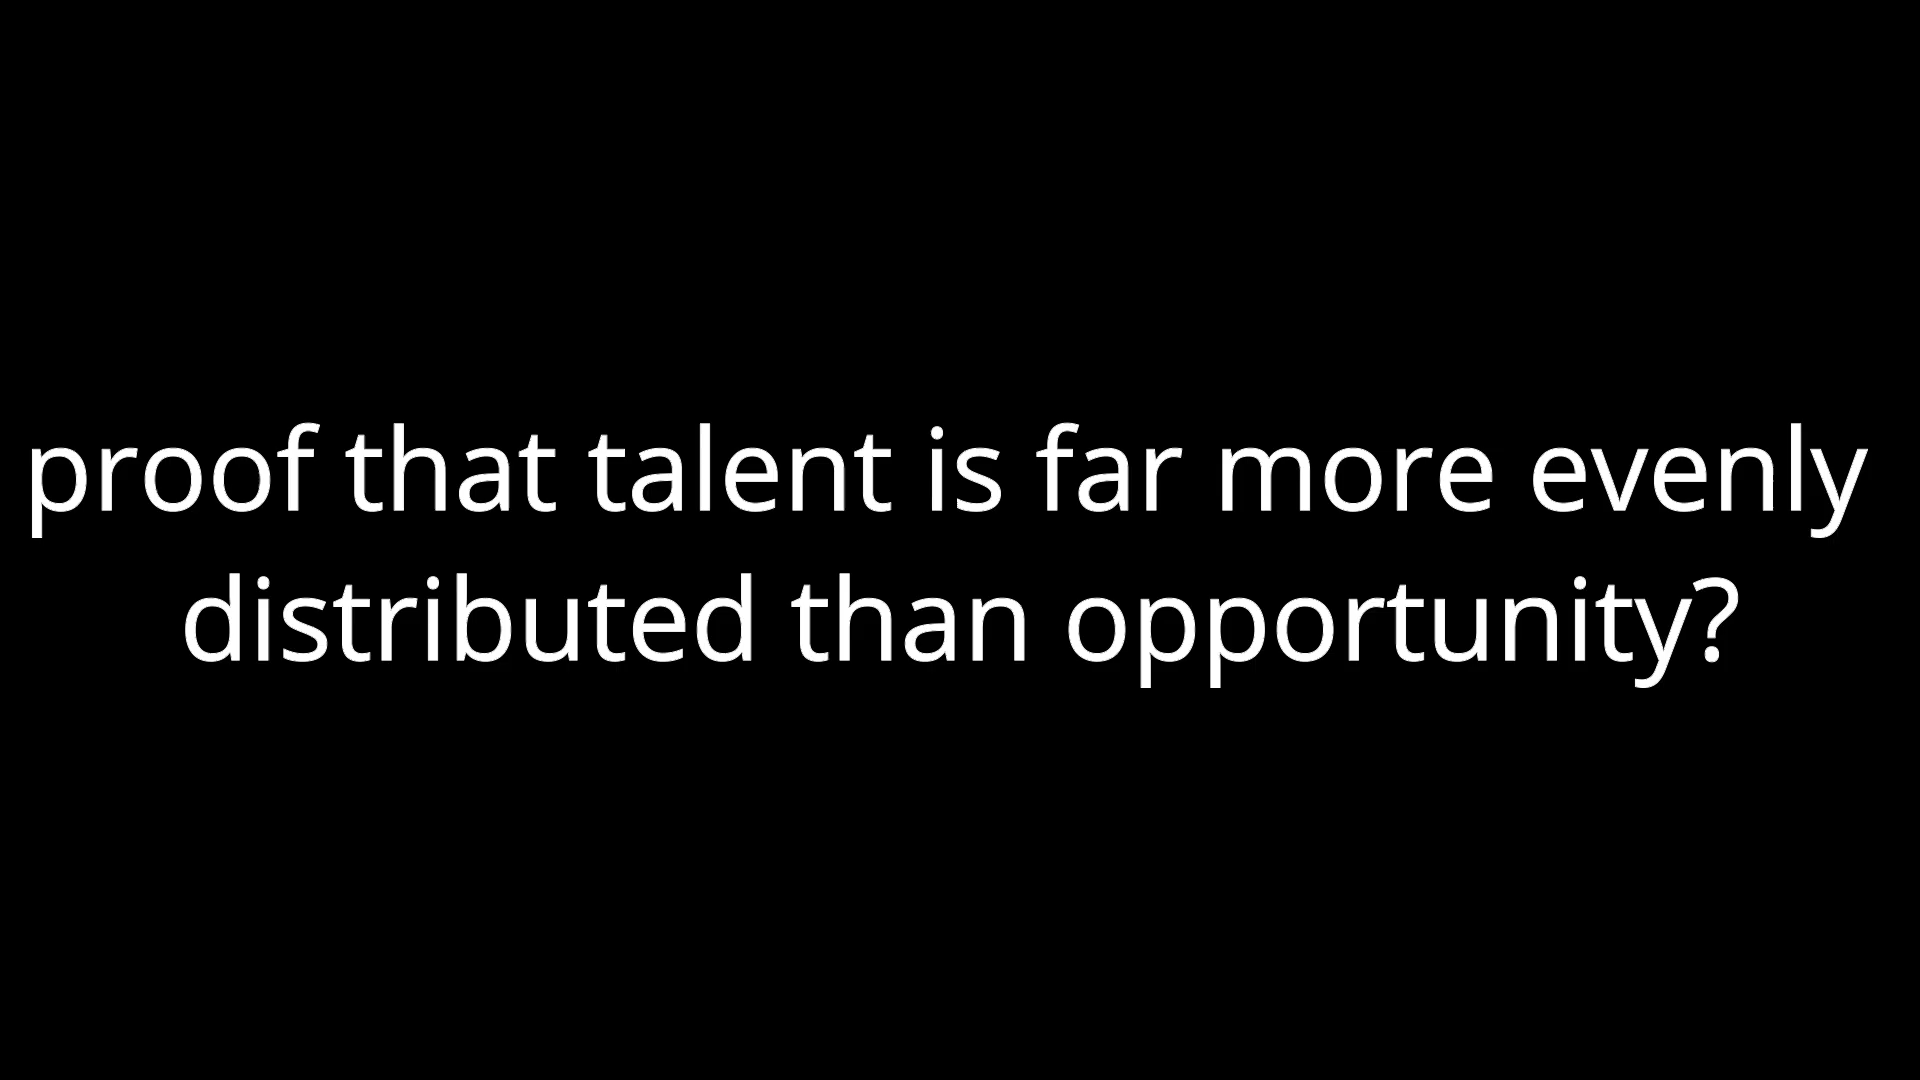 proof that talent is far more evenly
distributed than opportunity?